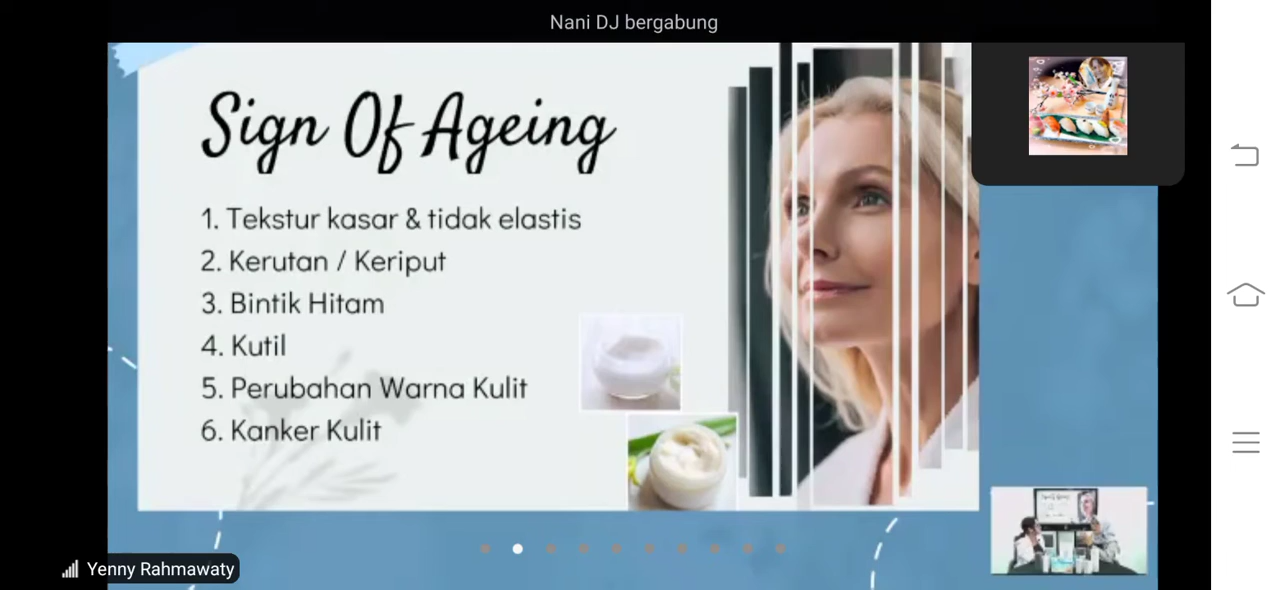 Nani DJ bergabung
Sign Of Ageing
1. Tekstur kasar & tidak elastis
2. Kerutan / Keriput
3. Bintik Hitam
4. Kutil
5. Perubahan Warna Kulit
6. Kanker Kulit
Yenny Rahmawaty